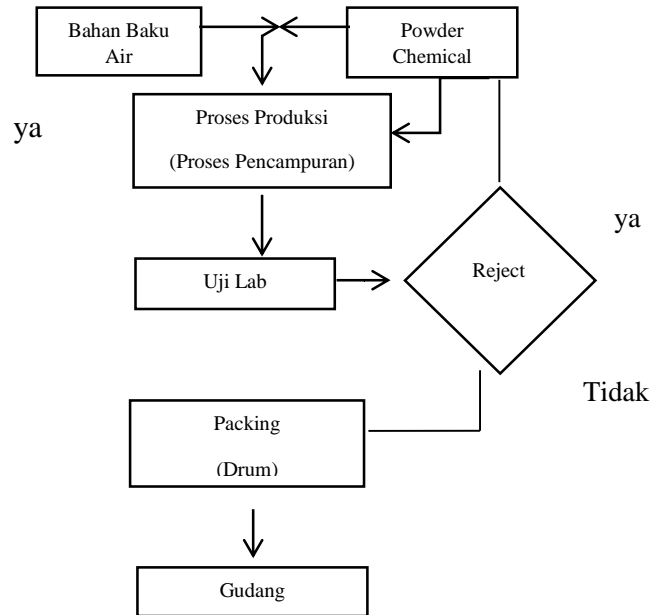 Bahan Baku
Air
Powder
Chemical
ya
Proses Produksi
(Proses Pencampuran)
ya
Uji Lab
Reject
Tidak
Packing
(Drum)
Gudang